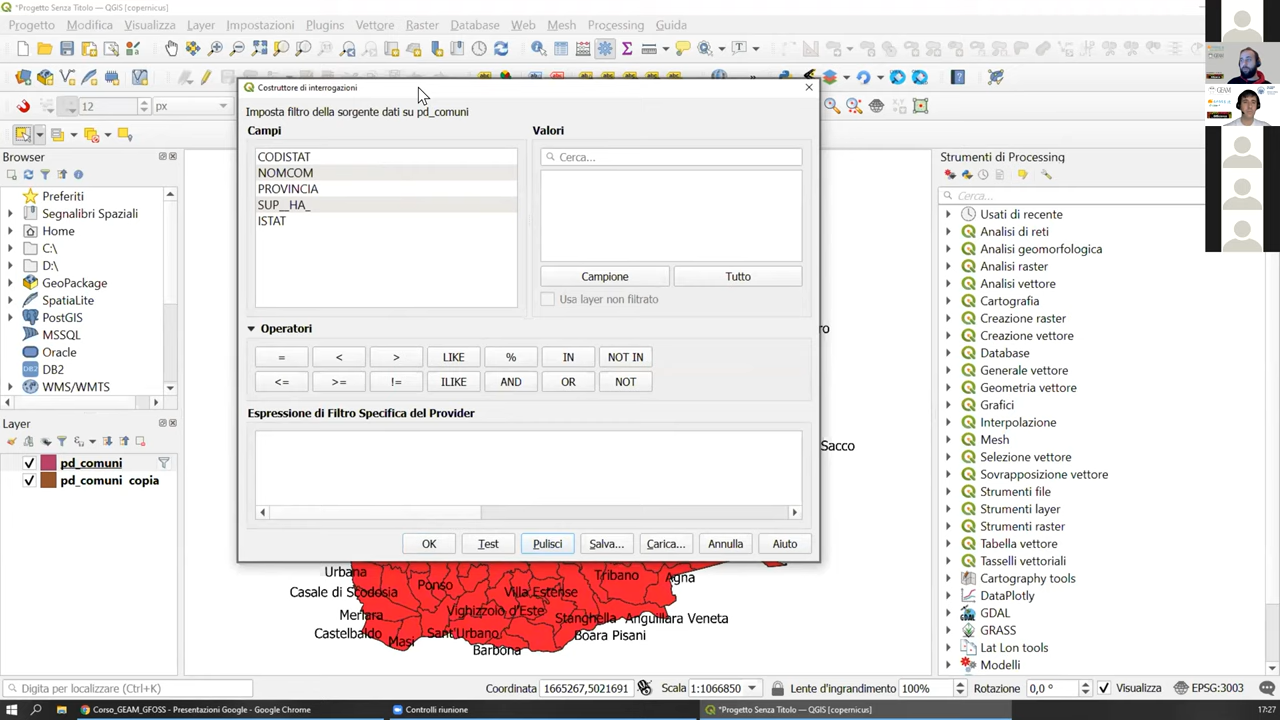 *Progetto Senza Titolo - QGIS [copernicus]
Progetto Modifica Visualizza Layer Impostazioni Plugins Vettore Raster Database Web Mesh Processing Guida
12 px
Costruttore di interrogazioni
Imposta filtro della sorgente dati su pd_comuni
Campi
CODISTAT
NOMCOM
PROVINCIA
SUP__HA_
ISTAT
Valori
Cerca...
Campione Tutto
Usa layer non filtrato
Operatori
= < > LIKE % IN NOT IN
<= >= != ILIKE AND OR NOT
Espressione di Filtro Specifica del Provider
OK Test Pulisci Salva... Carica... Annulla Aiuto
Browser
Preferiti
Segnalibri Spaziali
Home
C:\
D:\
GeoPackage
SpatiaLite
PostGIS
MSSQL
Oracle
DB2
WMS/WMTS
Layer
pd_comuni
pd_comuni copia
Sacco
Urbana
Ponso
Tribano
Agna
Casale di Scodosia
Villa Estense
Merlara
Vighizzolo d'Este
Stanghella
Anguillara Veneta
Castelbaldo
Masi
Sant'Urbano
Boara Pisani
Barbona
Strumenti di Processing
Cerca...
Usati di recente
Analisi di reti
Analisi geomorfologica
Analisi raster
Analisi vettore
Cartografia
Creazione raster
Creazione vettore
Database
Generale vettore
Geometria vettore
Grafici
Interpolazione
Mesh
Selezione vettore
Sovrapposizione vettore
Strumenti file
Strumenti layer
Strumenti raster
Tabella vettore
Tasselli vettoriali
Cartography tools
DataPlotly
GDAL
GRASS
Lat Lon tools
Modelli
Digita per localizzare (Ctrl+K)
Coordinata 1665267,5021691 Scala 1:1066850 Lente d'ingrandimento 100% Rotazione 0,0 ° Visualizza EPSG:3003
Corso_GEAM_GFOSS - Presentazioni Google - Google Chrome
Controlli riunione
*Progetto Senza Titolo - QGIS [copernicus]
17:27